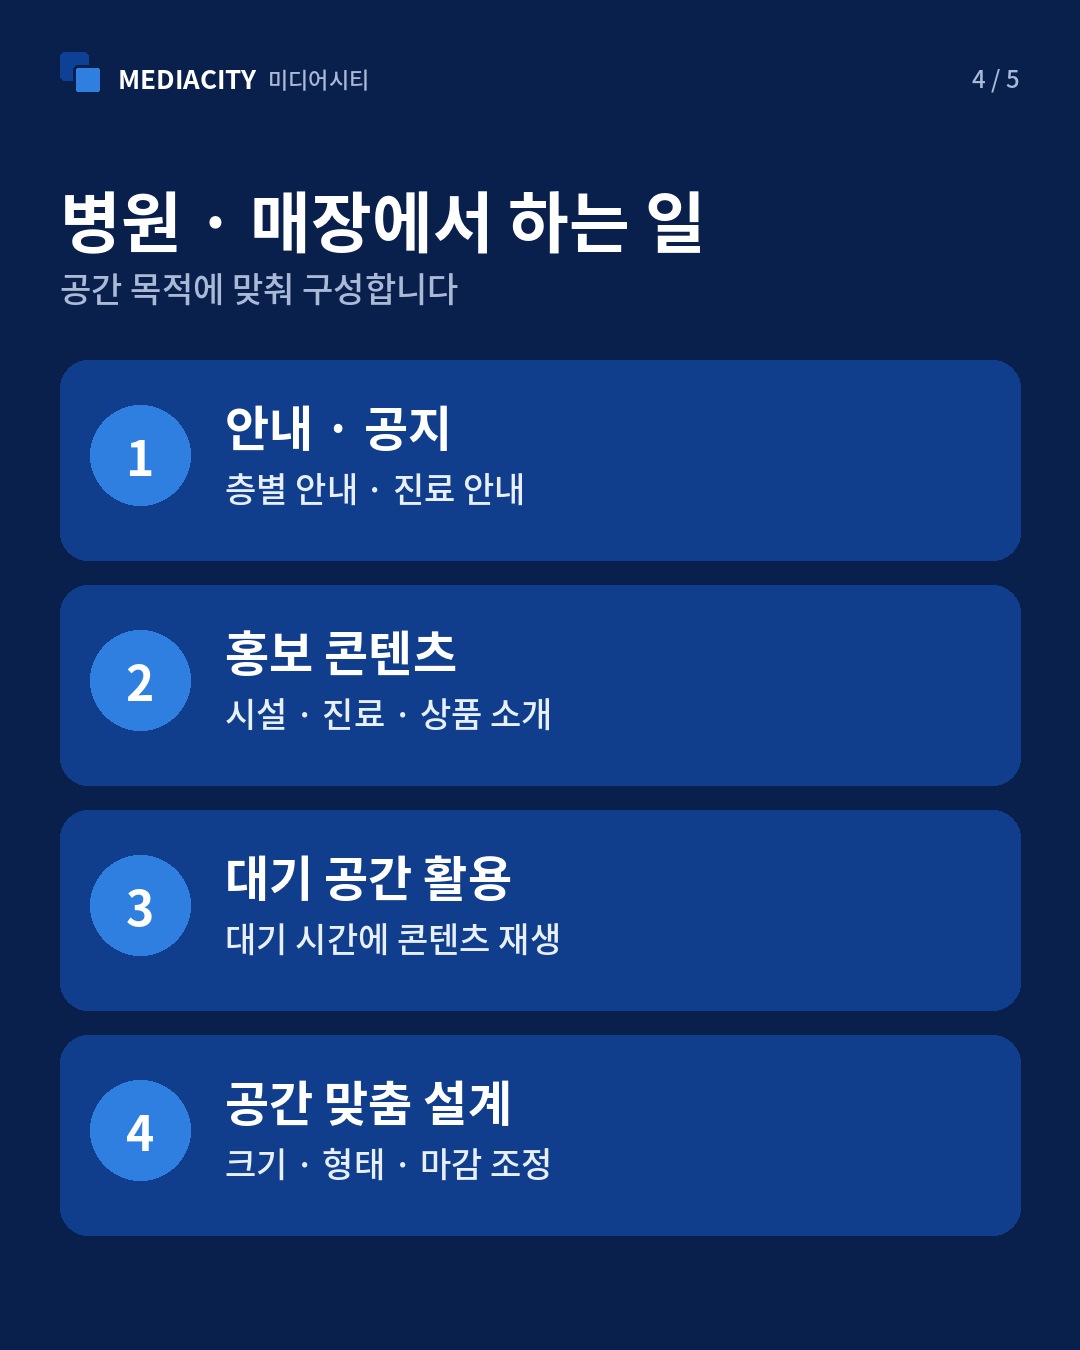 MEDIACITY 미디어시티
4 / 5
병원 · 매장에서 하는 일
공간 목적에 맞춰 구성합니다
1
안내 · 공지
층별 안내 · 진료 안내
2
홍보 콘텐츠
시설 · 진료 · 상품 소개
3
대기 공간 활용
대기 시간에 콘텐츠 재생
4
공간 맞춤 설계
크기 · 형태 · 마감 조정